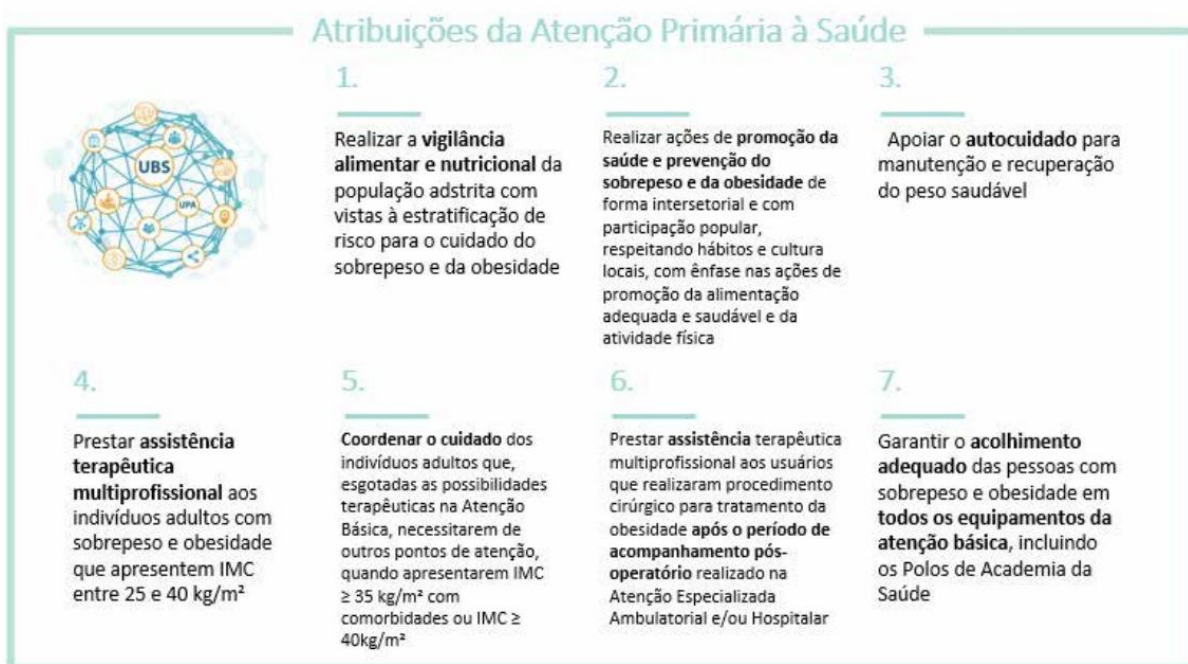 Atribuições da Atenção Primária à Saúde
UBS
UPA
1.
Realizar a vigilância
alimentar e nutricional da
população adstrita com
vistas à estratificação de
risco para o cuidado do
sobrepeso e da obesidade
2.
Realizar ações de promoção da
saúde e prevenção do
sobrepeso e da obesidade de
forma intersetorial e com
participação popular,
respeitando hábitos e cultura
locais, com ênfase nas ações de
promoção da alimentação
adequada e saudável e da
atividade física
3.
Apoiar o autocuidado para
manutenção e recuperação
do peso saudável
4.
Prestar assistência
terapêutica
multiprofissional aos
indivíduos adultos com
sobrepeso e obesidade
que apresentem IMC
entre 25 e 40 kg/m²
5.
Coordenar o cuidado dos
indivíduos adultos que,
esgotadas as possibilidades
terapêuticas na Atenção
Básica, necessitarem de
outros pontos de atenção,
quando apresentarem IMC
≥ 35 kg/m² com
comorbidades ou IMC ≥
40kg/m²
6.
Prestar assistência terapêutica
multiprofissional aos usuários
que realizaram procedimento
cirúrgico para tratamento da
obesidade após o período de
acompanhamento pós-
operatório realizado na
Atenção Especializada
Ambulatorial e/ou Hospitalar
7.
Garantir o acolhimento
adequado das pessoas com
sobrepeso e obesidade em
todos os equipamentos da
atenção básica, incluindo
os Polos de Academia da
Saúde